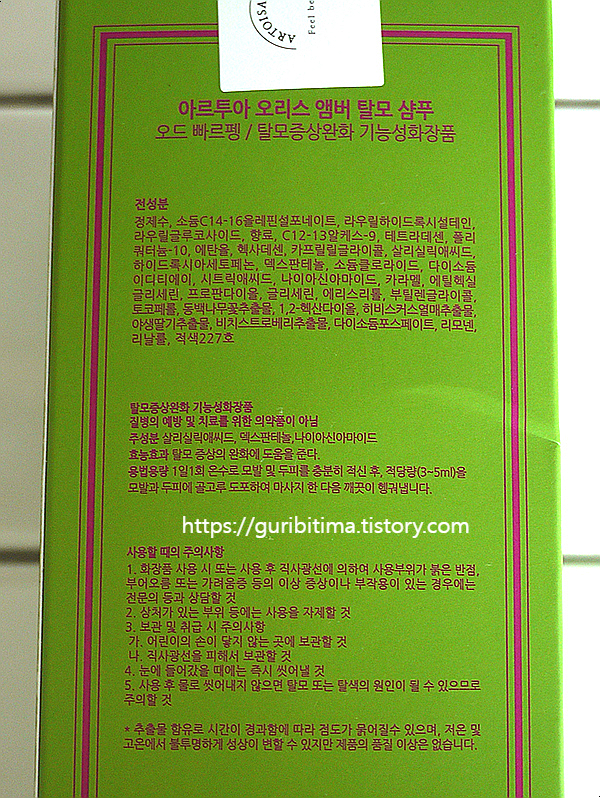 ARTOISA
Feel be
아르투아 오리스 앰버 탈모 샴푸
오드 빠르펭 / 탈모증상완화 기능성화장품
전성분
정제수, 소듐C14-16올레핀설포네이트, 라우릴하이드록시설테인,
라우릴글루코사이드, 향료, C12-13알케스-9, 테트라데센, 폴리
쿼터늄-10, 에탄올, 헥사데센, 카프릴릴글라이콜, 살리실릭애씨드,
하이드록시아세토페논, 덱스판테놀, 소듐클로라이드, 다이소듐
이디티에이, 시트릭애씨드, 나이아신아마이드, 카라멜, 에틸헥실
글리세린, 프로판다이올, 글리세린, 에리스리톨, 부틸렌글라이콜,
토코페롤, 동백나무꽃추출물, 1,2-헥산다이올, 히비스커스열매추출물,
야생딸기추출물, 비치스트로베리추출물, 다이소듐포스페이트, 리모넨,
리날룰, 적색227호
탈모증상완화 기능성화장품
질병의 예방 및 치료를 위한 의약품이 아님
주성분 살리실릭애씨드, 덱스판테놀,나이아신아마이드
효능효과 탈모 증상의 완화에 도움을 준다.
용법용량 1일1회 온수로 모발 및 두피를 충분히 적신 후, 적당량(3~5ml)을
모발과 두피에 골고루 도포하여 마사지 한 다음 깨끗이 헹궈냅니다.
https://guribitima.tistory.com
사용할 때의 주의사항
1. 화장품 사용 시 또는 사용 후 직사광선에 의하여 사용부위가 붉은 반점,
부어오름 또는 가려움증 등의 이상 증상이나 부작용이 있는 경우에는
전문의 등과 상담할 것
2. 상처가 있는 부위 등에는 사용을 자제할 것
3. 보관 및 취급 시 주의사항
가. 어린이의 손이 닿지 않는 곳에 보관할 것
나. 직사광선을 피해서 보관할 것
4. 눈에 들어갔을 때에는 즉시 씻어낼 것
5. 사용 후 물로 씻어내지 않으면 탈모 또는 탈색의 원인이 될 수 있으므로
주의할 것
* 추출물 함유로 시간이 경과함에 따라 점도가 묽어질수 있으며, 저온 및
고온에서 불투명하게 성상이 변할 수 있지만 제품의 품질 이상은 없습니다.